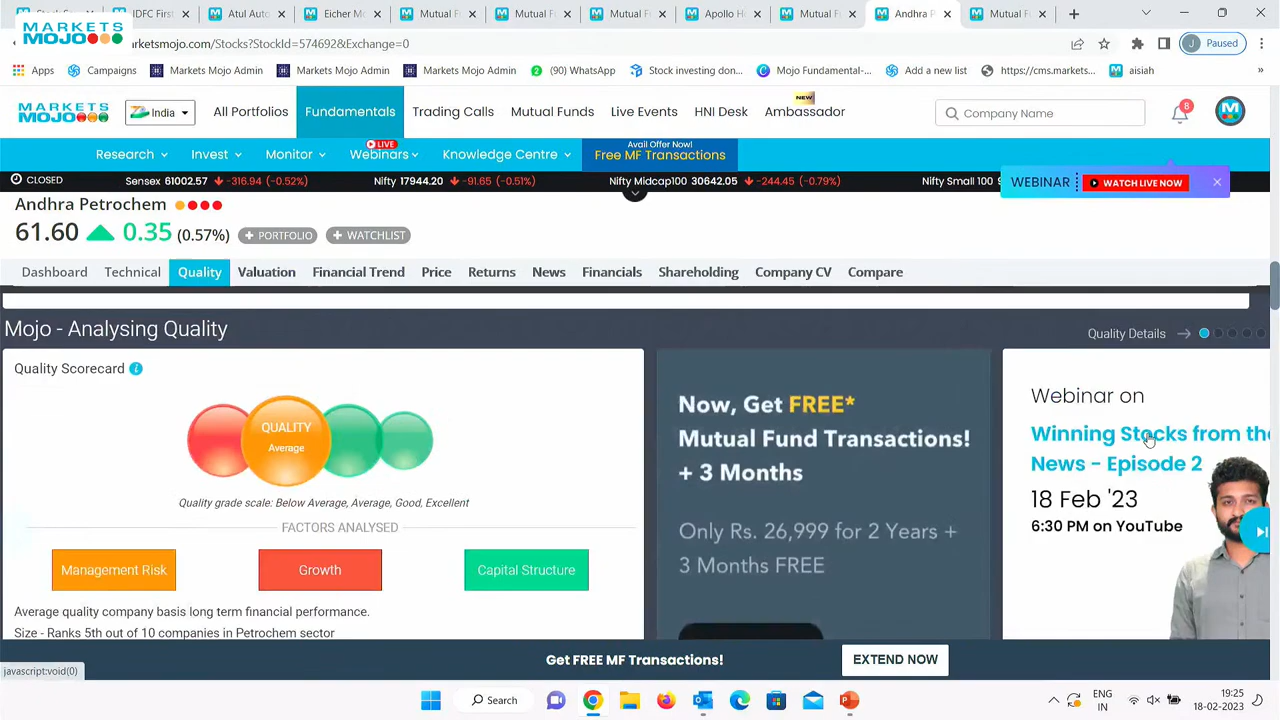 Atul Auto
Eicher M
Mutual F
Mutual
Mutual F
Apollo H
Mutual F
Andhra P
Mutual F
MARKETS
MOJO
rketsmojo.com/Stocks?StockId=574692&Exchange=0
J Paused
Apps Campaigns Markets Mojo Admin Markets Mojo Admin Markets Mojo Admin (90) WhatsApp Stock investing don... Mojo Fundamental-... Add a new list https://cms.markets... aisiah »
NEW
MARKETS MOJO India All Portfolios Fundamentals Trading Calls Mutual Funds Live Events HNI Desk Ambassador Company Name 8
LIVE Avail Offer Now!
Research Invest Monitor Webinars Knowledge Centre Free MF Transactions
CLOSED Sensex 61002.57 -316.94 (-0.52%) Nifty 17944.20 -91.65 (-0.51%) Nifty Midcap100 30642.05 -244.45 (-0.79%) Nifty Small 100
WEBINAR WATCH LIVE NOW
Andhra Petrochem
61.60 0.35 (0.57%) + PORTFOLIO + WATCHLIST
Dashboard Technical Quality Valuation Financial Trend Price Returns News Financials Shareholding Company CV Compare
Mojo - Analysing Quality
Quality Details
Quality Scorecard i
QUALITY
Average
Quality grade scale: Below Average, Average, Good, Excellent
FACTORS ANALYSED
Management Risk Growth Capital Structure
Average quality company basis long term financial performance.
Size - Ranks 5th out of 10 companies in Petrochem sector
Now, Get FREE*
Mutual Fund Transactions!
+ 3 Months
Only Rs. 26,999 for 2 Years +
3 Months FREE
Webinar on
Winning Stocks from the
News - Episode 2
18 Feb '23
6:30 PM on YouTube
Get FREE MF Transactions! EXTEND NOW
javascript:void(0)
Search
ENG
IN
19:25
18-02-2023